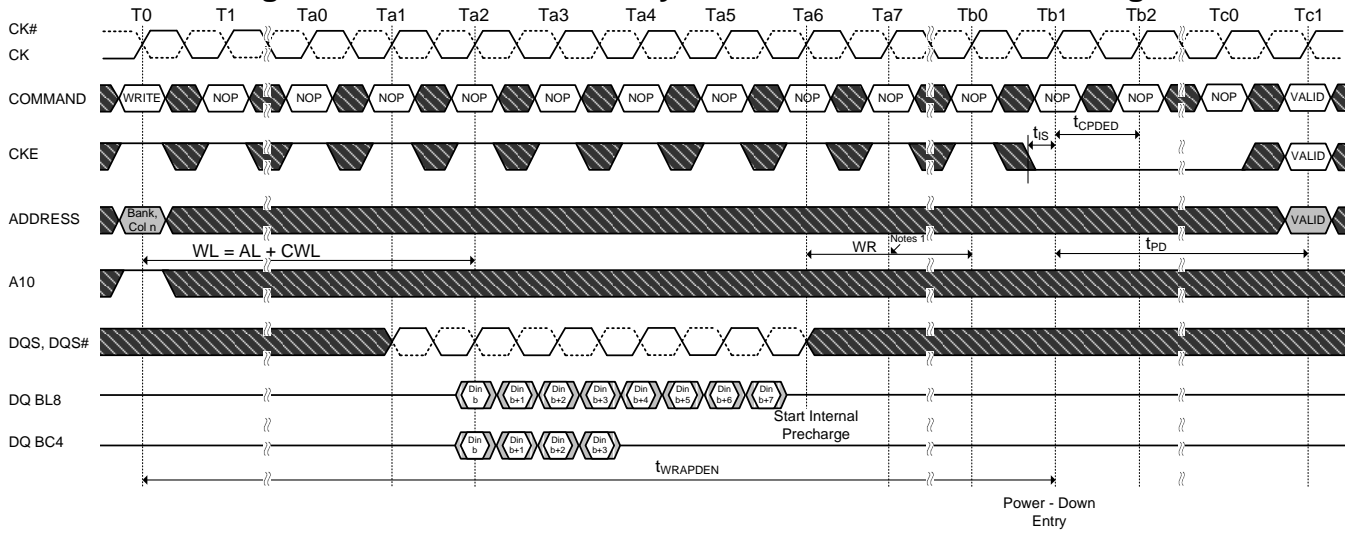 T0 T1 Ta0 Ta1 Ta2 Ta3 Ta4 Ta5 Ta6 Ta7 Tb0 Tb1 Tb2 Tc0 Tc1
CK#
CK
COMMAND WRITE NOP NOP NOP NOP NOP NOP NOP NOP NOP NOP NOP NOP NOP VALID
tIS tCPDED
CKE VALID
ADDRESS Bank, Col n VALID
WL = AL + CWL WR Notes 1 tPD
A10
DQS, DQS#
DQ BL8 Din b Din b+1 Din b+2 Din b+3 Din b+4 Din b+5 Din b+6 Din b+7
Start Internal
Precharge
DQ BC4 Din b Din b+1 Din b+2 Din b+3
tWRAPDEN
Power - Down
Entry